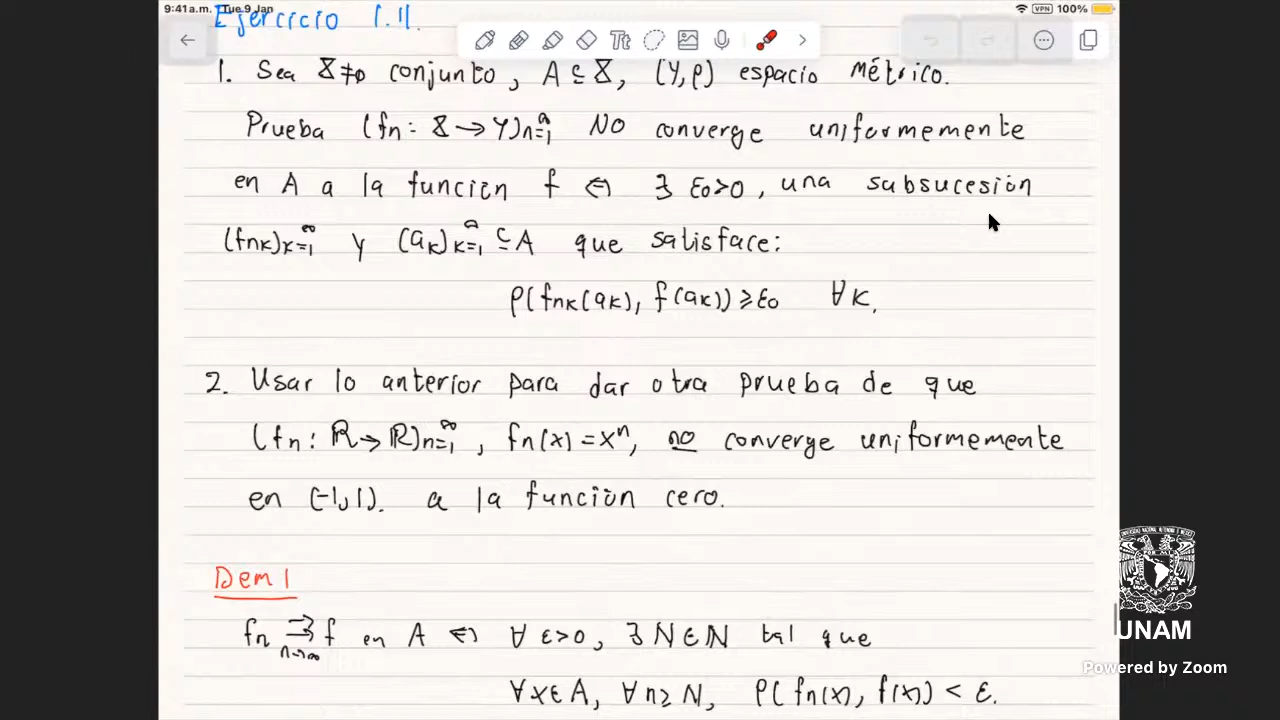 9:41 a.m. Tue 9 Jan
VPN 100%
Ejercicio 1.11.
1. Sea X≠∅ conjunto, A ⊆ X, (Y,ρ) espacio métrico.
Prueba (fn: X → Y)n=1^∞ NO converge uniformemente
en A a la función f ⇔ ∃ ε0>0, una subsucesión
(fnk)k=1^∞ y (ak)k=1^∞ ⊆ A que satisface:
ρ(fnk(ak), f(ak)) ≥ ε0 ∀k.
2. Usar lo anterior para dar otra prueba de que
(fn: ℝ → ℝ)n=1^∞, fn(x) = x^n, no converge uniformemente
en (-1,1). a la función cero.
Dem 1
fn ⇉ f en A ⇔ ∀ ε>0, ∃ N ∈ ℕ tal que
n→∞
∀x∈A, ∀n≥N, ρ(fn(x), f(x)) < ε.
UNAM
Powered by Zoom